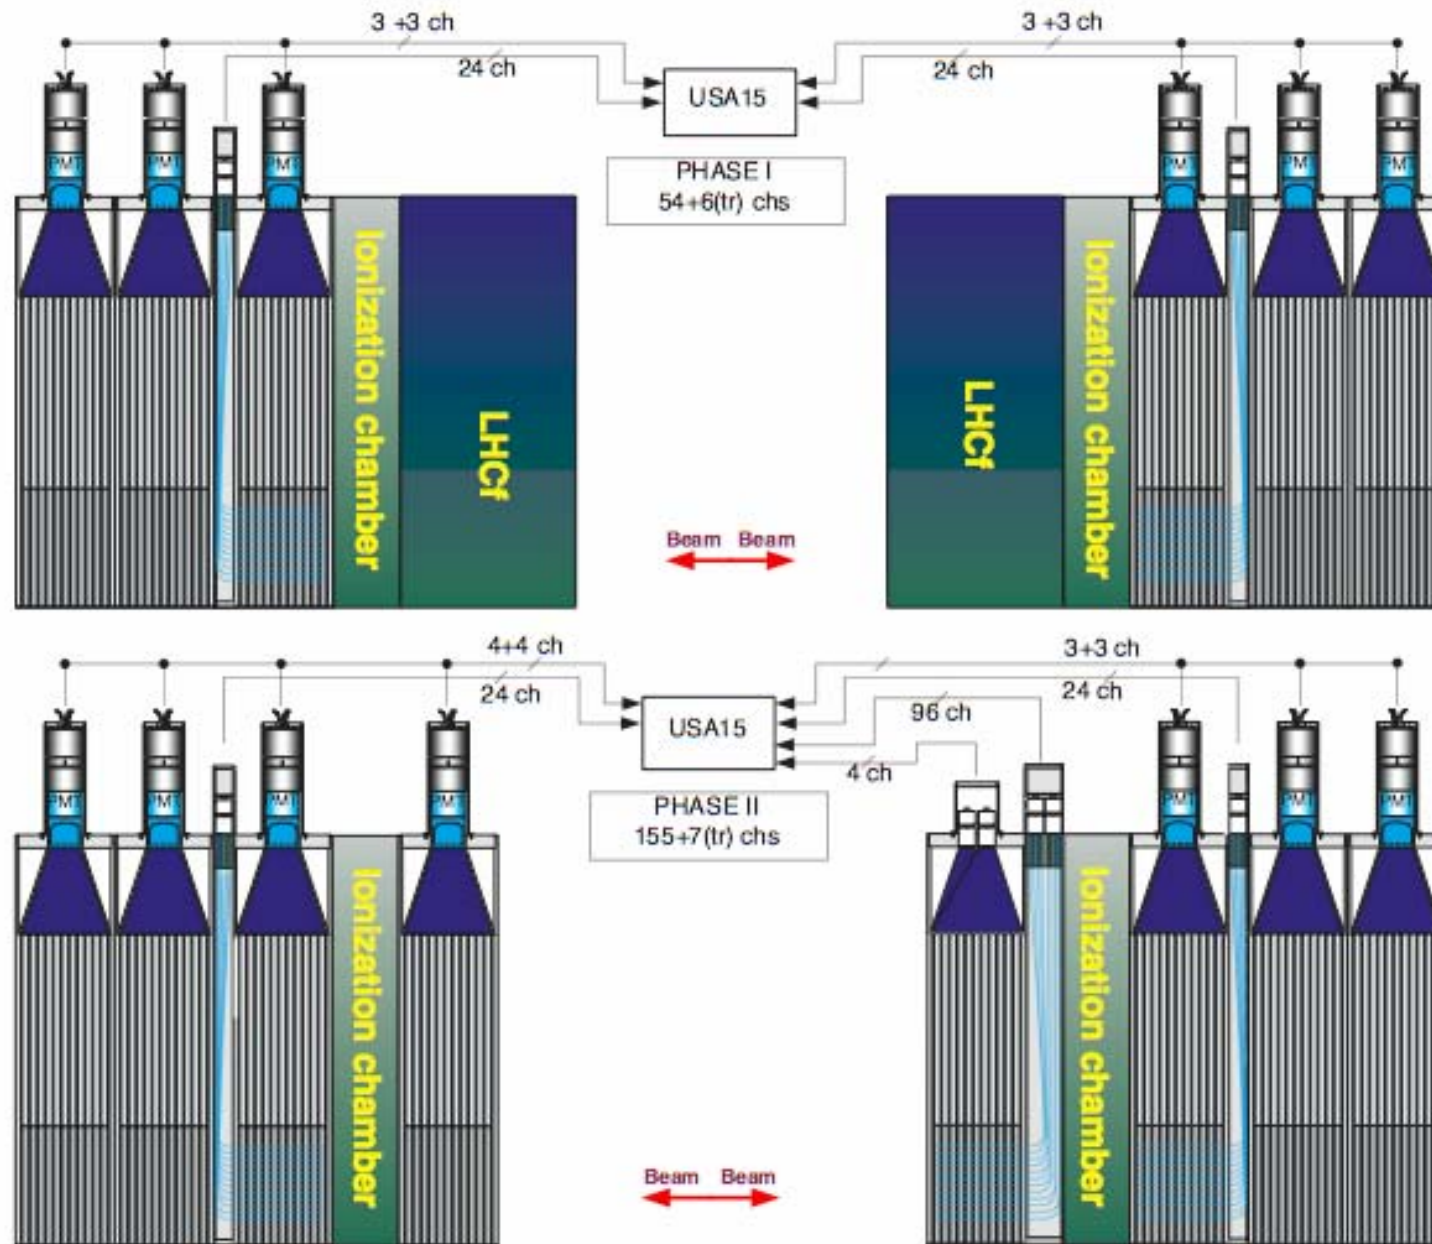 3 +3 ch
3 +3 ch
24 ch
24 ch
USA15
PMT
PMT
PMT
PMT
PMT
PMT
PHASE I
54+6(tr) chs
Ionization chamber
LHCf
LHCf
Ionization chamber
Beam Beam
4+4 ch
3+3 ch
24 ch
24 ch
96 ch
USA15
4 ch
PMT
PMT
PMT
PMT
PMT
PMT
PMT
PHASE II
155+7(tr) chs
Ionization chamber
Ionization chamber
Beam Beam